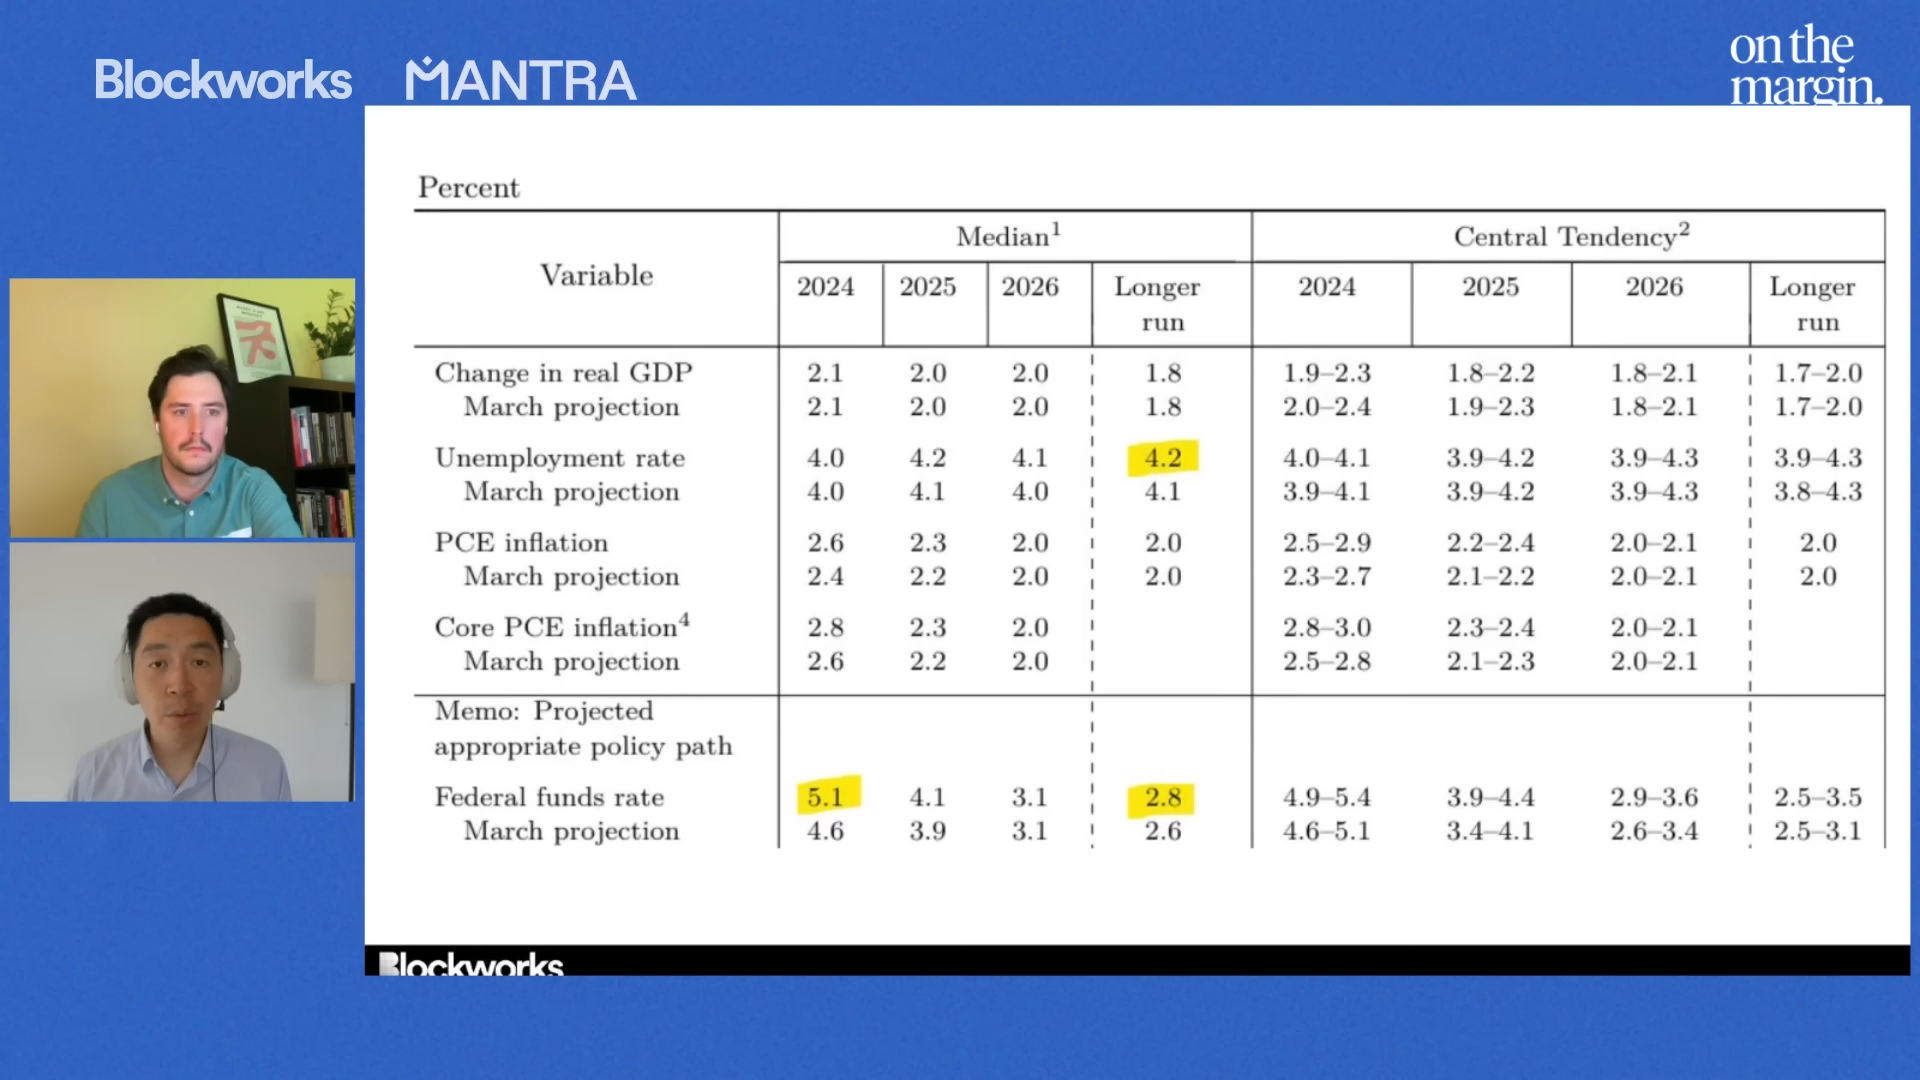 Blockworks MANTRA
on the
margin.
Percent
Variable Median1 Central Tendency2
2024 2025 2026 Longer run 2024 2025 2026 Longer run
Change in real GDP 2.1 2.0 2.0 1.8 1.9–2.3 1.8–2.2 1.8–2.1 1.7–2.0
March projection 2.1 2.0 2.0 1.8 2.0–2.4 1.9–2.3 1.8–2.1 1.7–2.0
Unemployment rate 4.0 4.2 4.1 4.2 4.0–4.1 3.9–4.2 3.9–4.3 3.9–4.3
March projection 4.0 4.1 4.0 4.1 3.9–4.1 3.9–4.2 3.9–4.3 3.8–4.3
PCE inflation 2.6 2.3 2.0 2.0 2.5–2.9 2.2–2.4 2.0–2.1 2.0
March projection 2.4 2.2 2.0 2.0 2.3–2.7 2.1–2.2 2.0–2.1 2.0
Core PCE inflation4 2.8 2.3 2.0 2.8–3.0 2.3–2.4 2.0–2.1
March projection 2.6 2.2 2.0 2.5–2.8 2.1–2.3 2.0–2.1
Memo: Projected
appropriate policy path
Federal funds rate 5.1 4.1 3.1 2.8 4.9–5.4 3.9–4.4 2.9–3.6 2.5–3.5
March projection 4.6 3.9 3.1 2.6 4.6–5.1 3.4–4.1 2.6–3.4 2.5–3.1
Blockworks